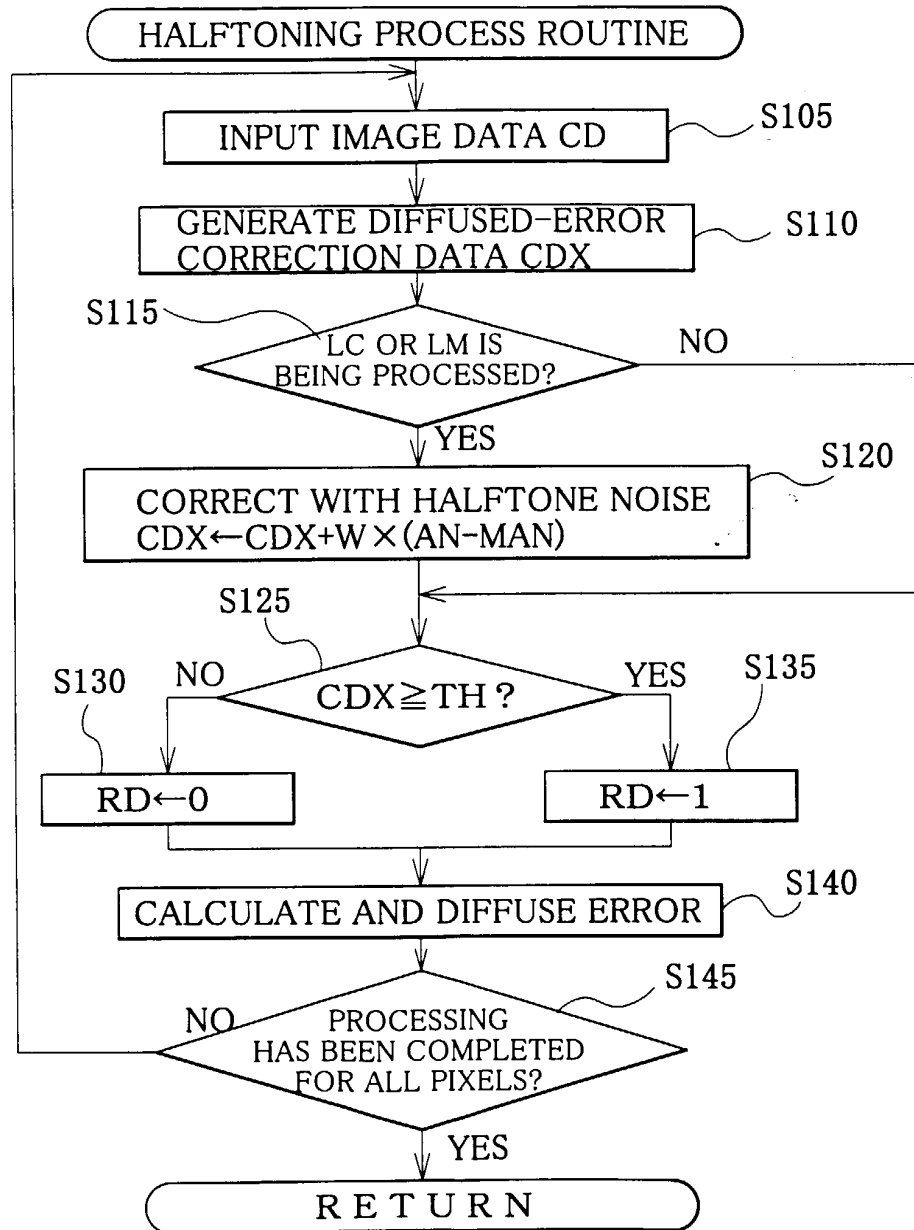 HALFTONING PROCESS ROUTINE
S105
INPUT IMAGE DATA CD
S110
GENERATE DIFFUSED-ERROR
CORRECTION DATA CDX
S115
LC OR LM IS
BEING PROCESSED?
NO
YES
S120
CORRECT WITH HALFTONE NOISE
CDX←CDX+W×(AN-MAN)
S125
CDX≧TH?
NO
YES
S130
RD←0
S135
RD←1
S140
CALCULATE AND DIFFUSE ERROR
S145
PROCESSING
HAS BEEN COMPLETED
FOR ALL PIXELS?
NO
YES
RETURN